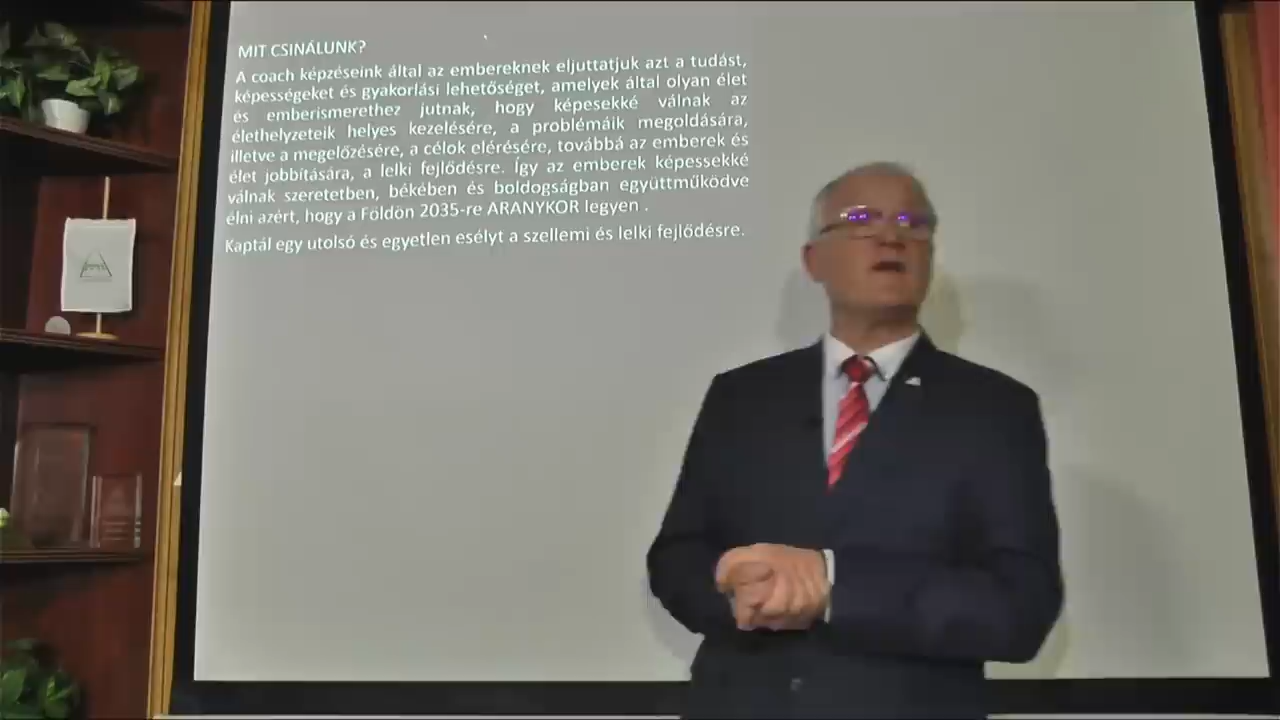 MIT CSINÁLUNK?
A coach képzéseink által az embereknek eljuttatjuk azt a tudást,
képességeket és gyakorlási lehetőséget, amelyek által olyan élet
és emberismerethez jutnak, hogy képesekké válnak az
élethelyzeteik helyes kezelésére, a problémáik megoldására,
illetve a megelőzésére, a célok elérésére, továbbá az emberek és
élet jobbítására, a lelki fejlődésre. Így az emberek képessekké
válnak szeretetben, békében és boldogságban együttműködve
élni azért, hogy a Földön 2035-re ARANYKOR legyen .
Kaptál egy utolsó és egyetlen esélyt a szellemi és lelki fejlődésre.